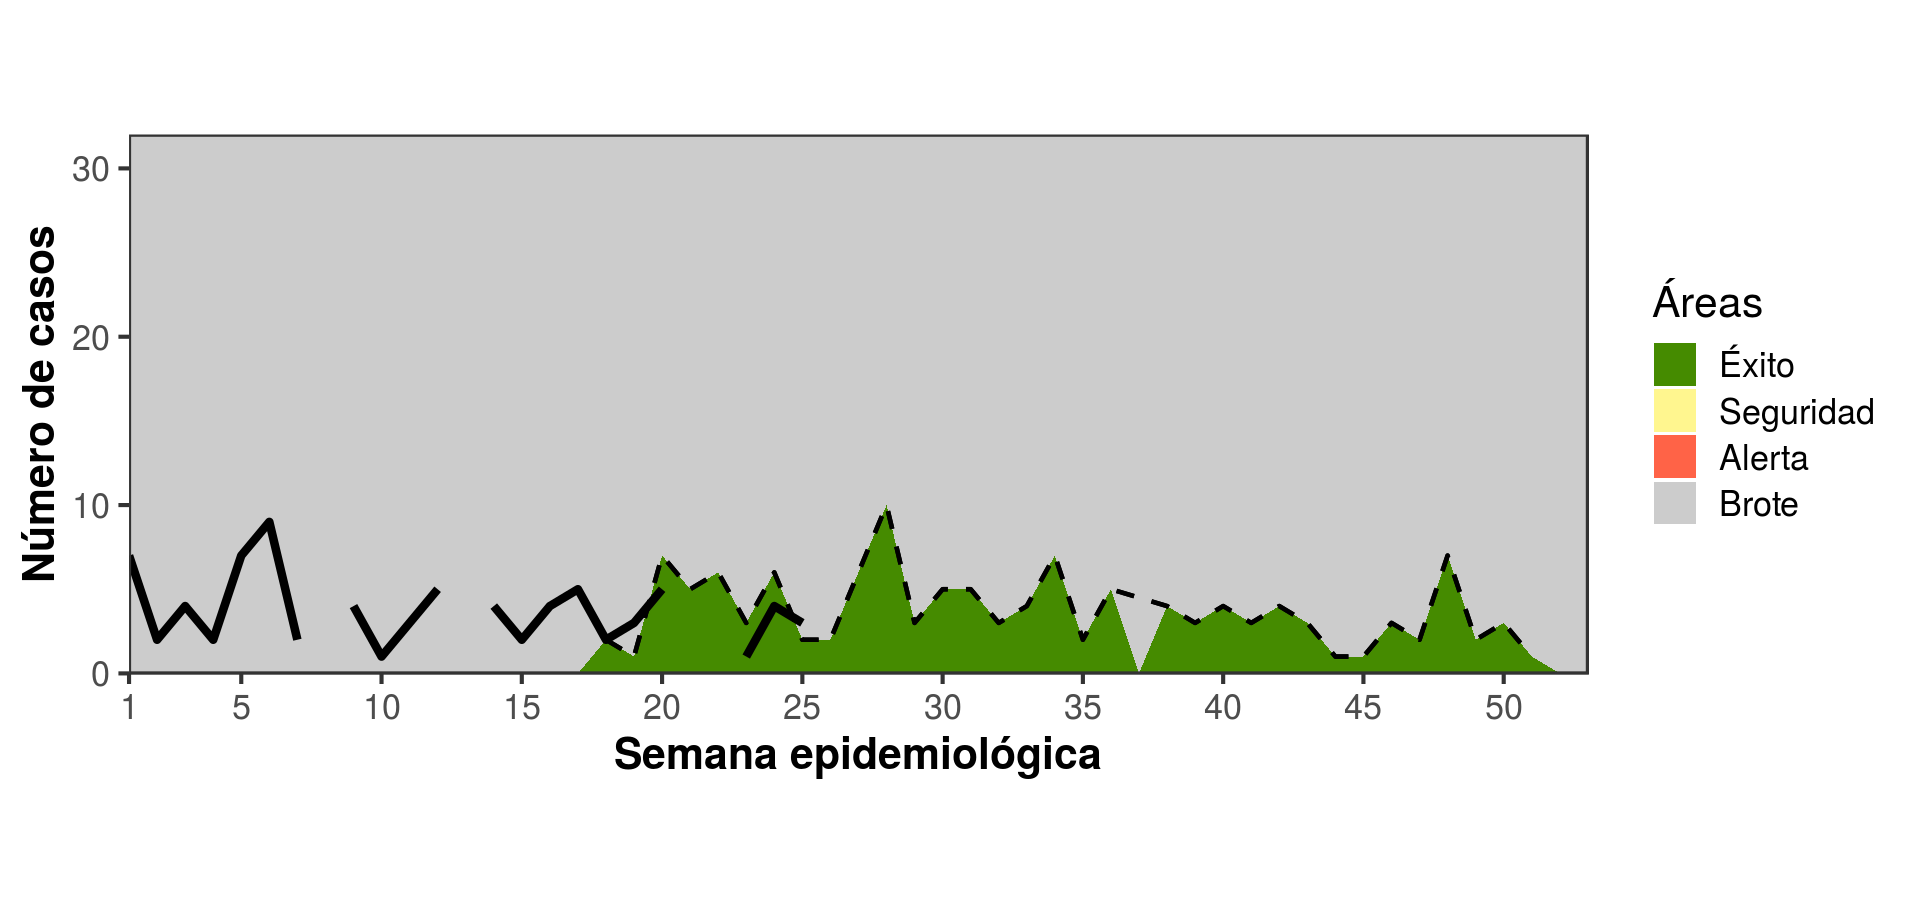 Número de casos
30
20
10
0
1 5 10 15 20 25 30 35 40 45 50
Semana epidemiológica
Áreas
Éxito
Seguridad
Alerta
Brote